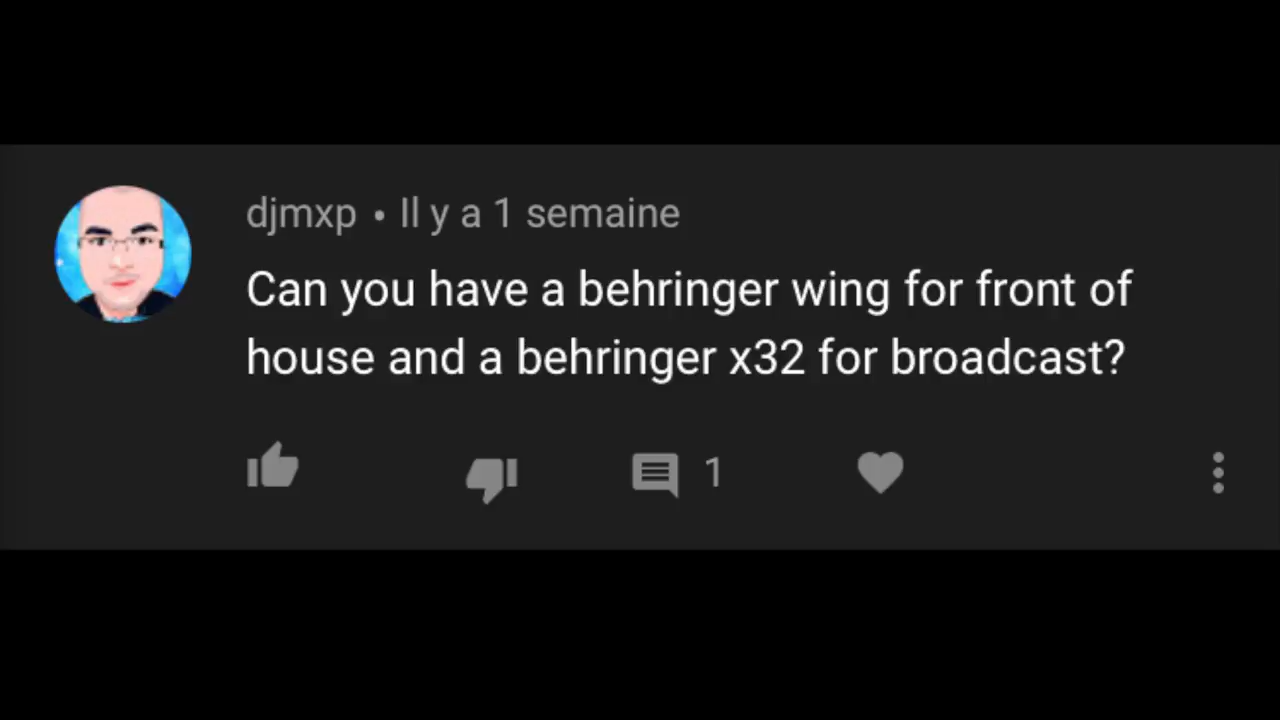 djmxp • Il y a 1 semaine
Can you have a behringer wing for front of
house and a behringer x32 for broadcast?
1